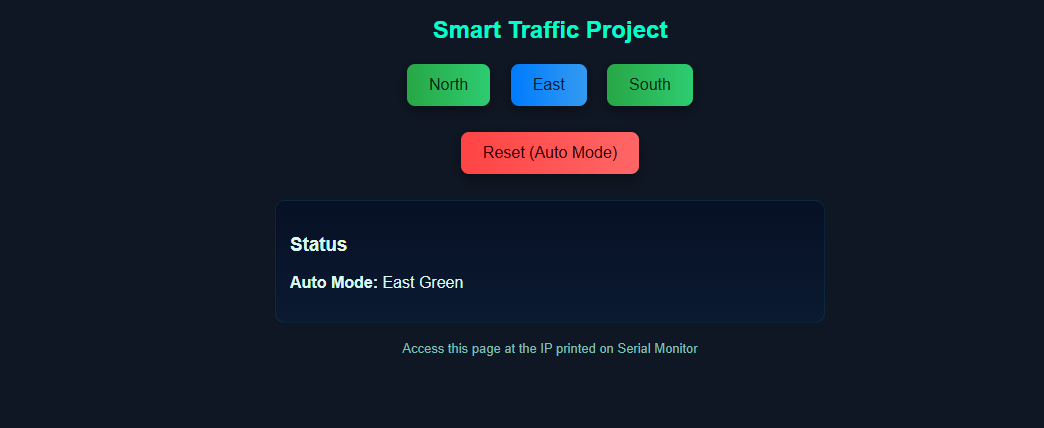 Smart Traffic Project
North East South
Reset (Auto Mode)
Status
Auto Mode: East Green
Access this page at the IP printed on Serial Monitor